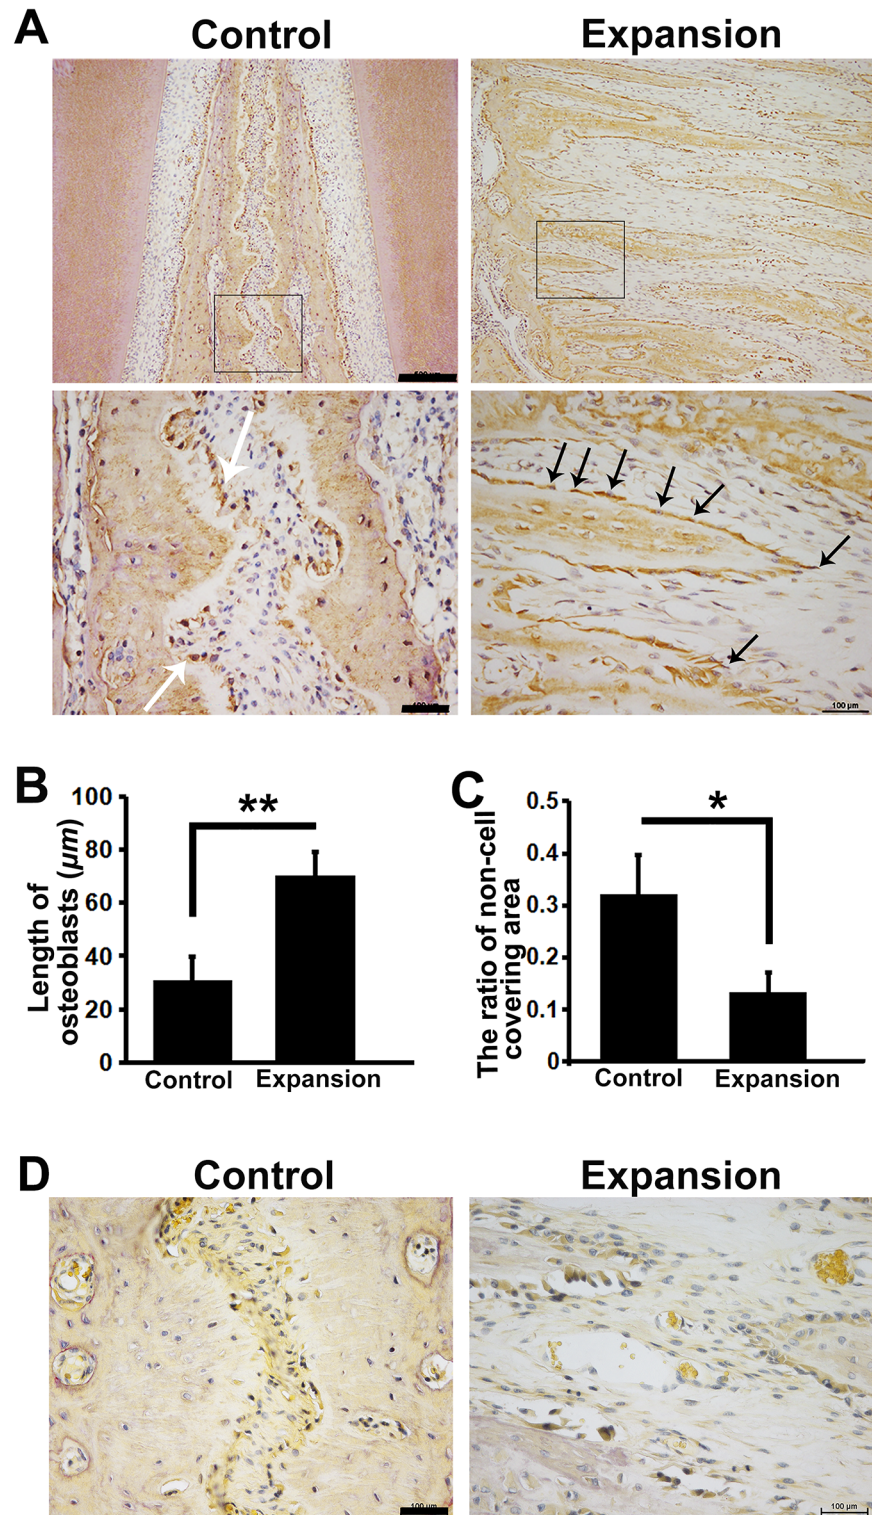 A
Control
Expansion
100 µm
B
Length of
osteoblasts (µm)
100
80
60
40
20
0
**
Control
Expansion
C
The ratio of non-cell
covering area
0.5
0.4
0.3
0.2
0.1
0
*
Control
Expansion
D
Control
Expansion
100 µm
100 µm